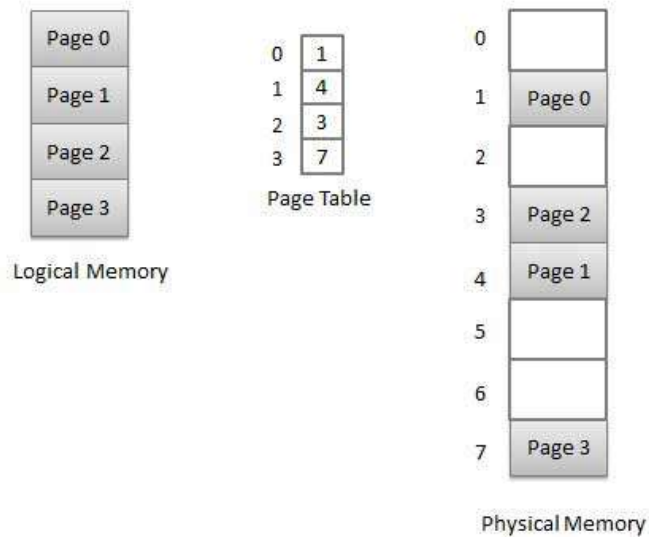 Page 0
Page 1
Page 2
Page 3
Logical Memory
0 1
1 4
2 3
3 7
Page Table
0
1 Page 0
2
3 Page 2
4 Page 1
5
6
7 Page 3
Physical Memory